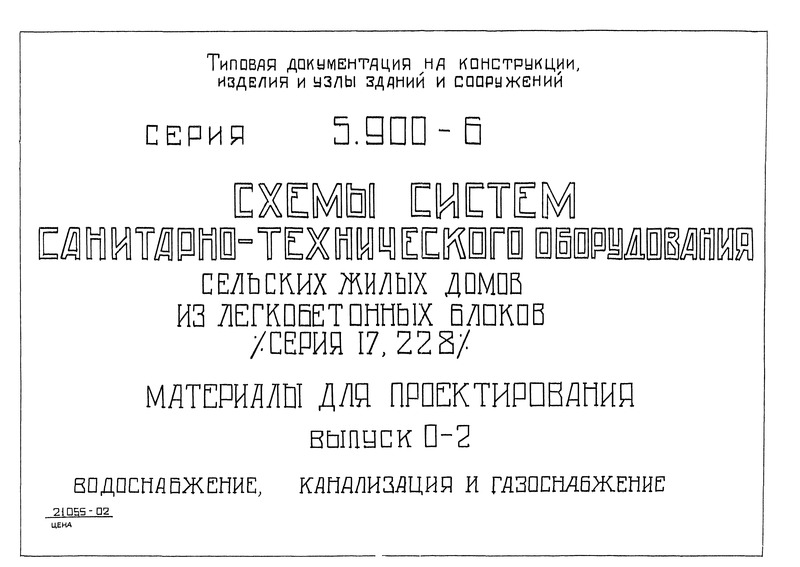 Типовая документация на конструкции,
изделия и узлы зданий и сооружений
СЕРИЯ 5.900-6
СХЕМЫ СИСТЕМ
САНИТАРНО-ТЕХНИЧЕСКОГО ОБОРУДОВАНИЯ
СЕЛЬСКИХ ЖИЛЫХ ДОМОВ
ИЗ ЛЕГКОБЕТОННЫХ БЛОКОВ
/.СЕРИЯ 17, 228/.
МАТЕРИАЛЫ ДЛЯ ПРОЕКТИРОВАНИЯ
ВЫПУСК 0-2
ВОДОСНАБЖЕНИЕ, КАНАЛИЗАЦИЯ И ГАЗОСНАБЖЕНИЕ
21055-02
ЦЕНА